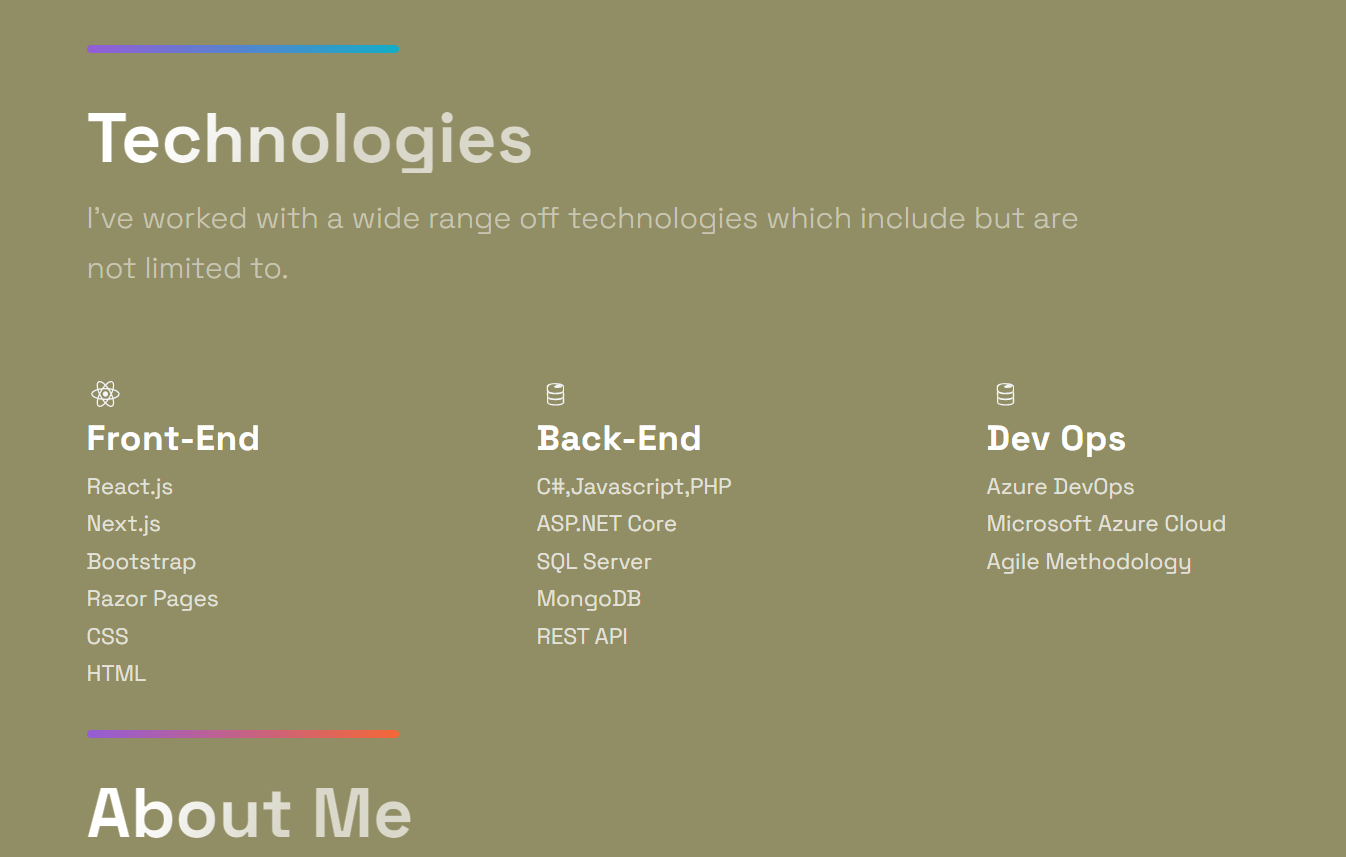 Technologies
I've worked with a wide range off technologies which include but are
not limited to.
Front-End
React.js
Next.js
Bootstrap
Razor Pages
CSS
HTML
Back-End
C#,Javascript,PHP
ASP.NET Core
SQL Server
MongoDB
REST API
Dev Ops
Azure DevOps
Microsoft Azure Cloud
Agile Methodology
About Me